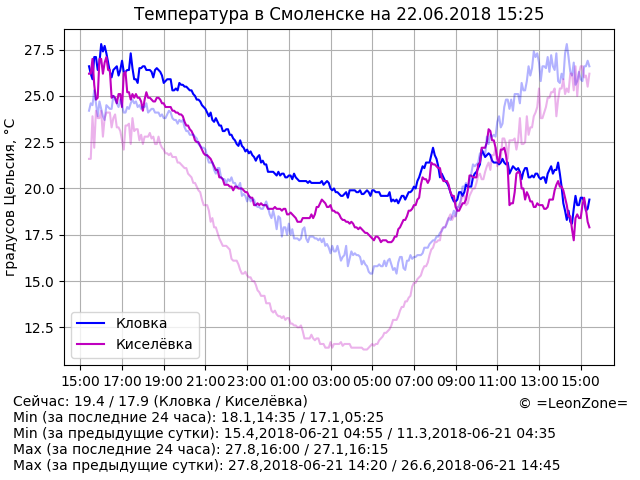 Температура в Смоленске на 22.06.2018 15:25
градусов Цельсия, °C
27.5
25.0
22.5
20.0
17.5
15.0
12.5
Кловка
Киселёвка
15:00 17:00 19:00 21:00 23:00 01:00 03:00 05:00 07:00 09:00 11:00 13:00 15:00
© =LeonZone=
Сейчас: 19.4 / 17.9 (Кловка / Киселёвка)
Min (за последние 24 часа): 18.1,14:35 / 17.1,05:25
Min (за предыдущие сутки): 15.4,2018-06-21 04:55 / 11.3,2018-06-21 04:35
Max (за последние 24 часа): 27.8,16:00 / 27.1,16:15
Max (за предыдущие сутки): 27.8,2018-06-21 14:20 / 26.6,2018-06-21 14:45